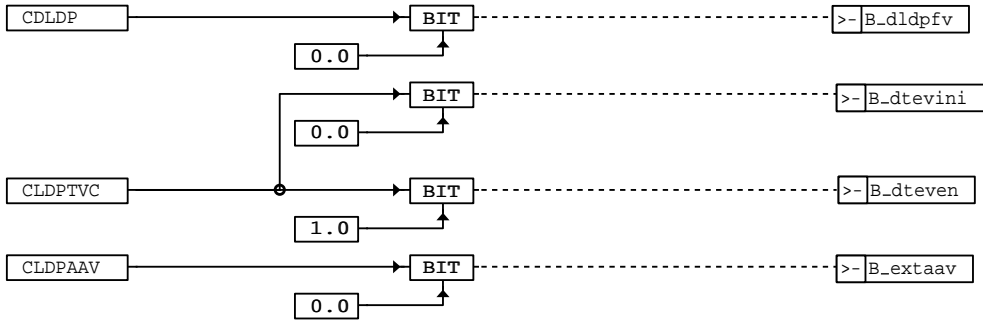 CDLDP BIT >- B_dldpfv
0.0
BIT >- B_dtevini
0.0
CLDPTVC BIT >- B_dteven
1.0
CLDPAAV BIT >- B_extaav
0.0